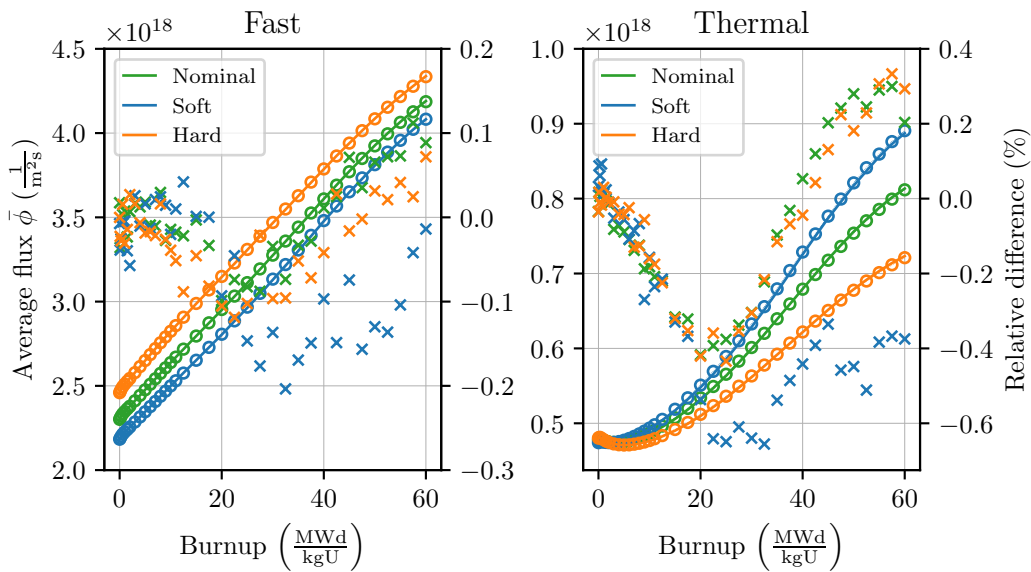 Fast
×10¹⁸
4.5
4.0
3.5
3.0
2.5
2.0
0.2
0.1
0.0
−0.1
−0.2
−0.3
Nominal
Soft
Hard
0
20
40
60
Average flux ϕ̄ (1/m²s)
Burnup (MWd/kgU)
Thermal
×10¹⁸
1.0
0.9
0.8
0.7
0.6
0.5
0.4
0.2
0.0
−0.2
−0.4
−0.6
Nominal
Soft
Hard
0
20
40
60
Burnup (MWd/kgU)
Relative difference (%)